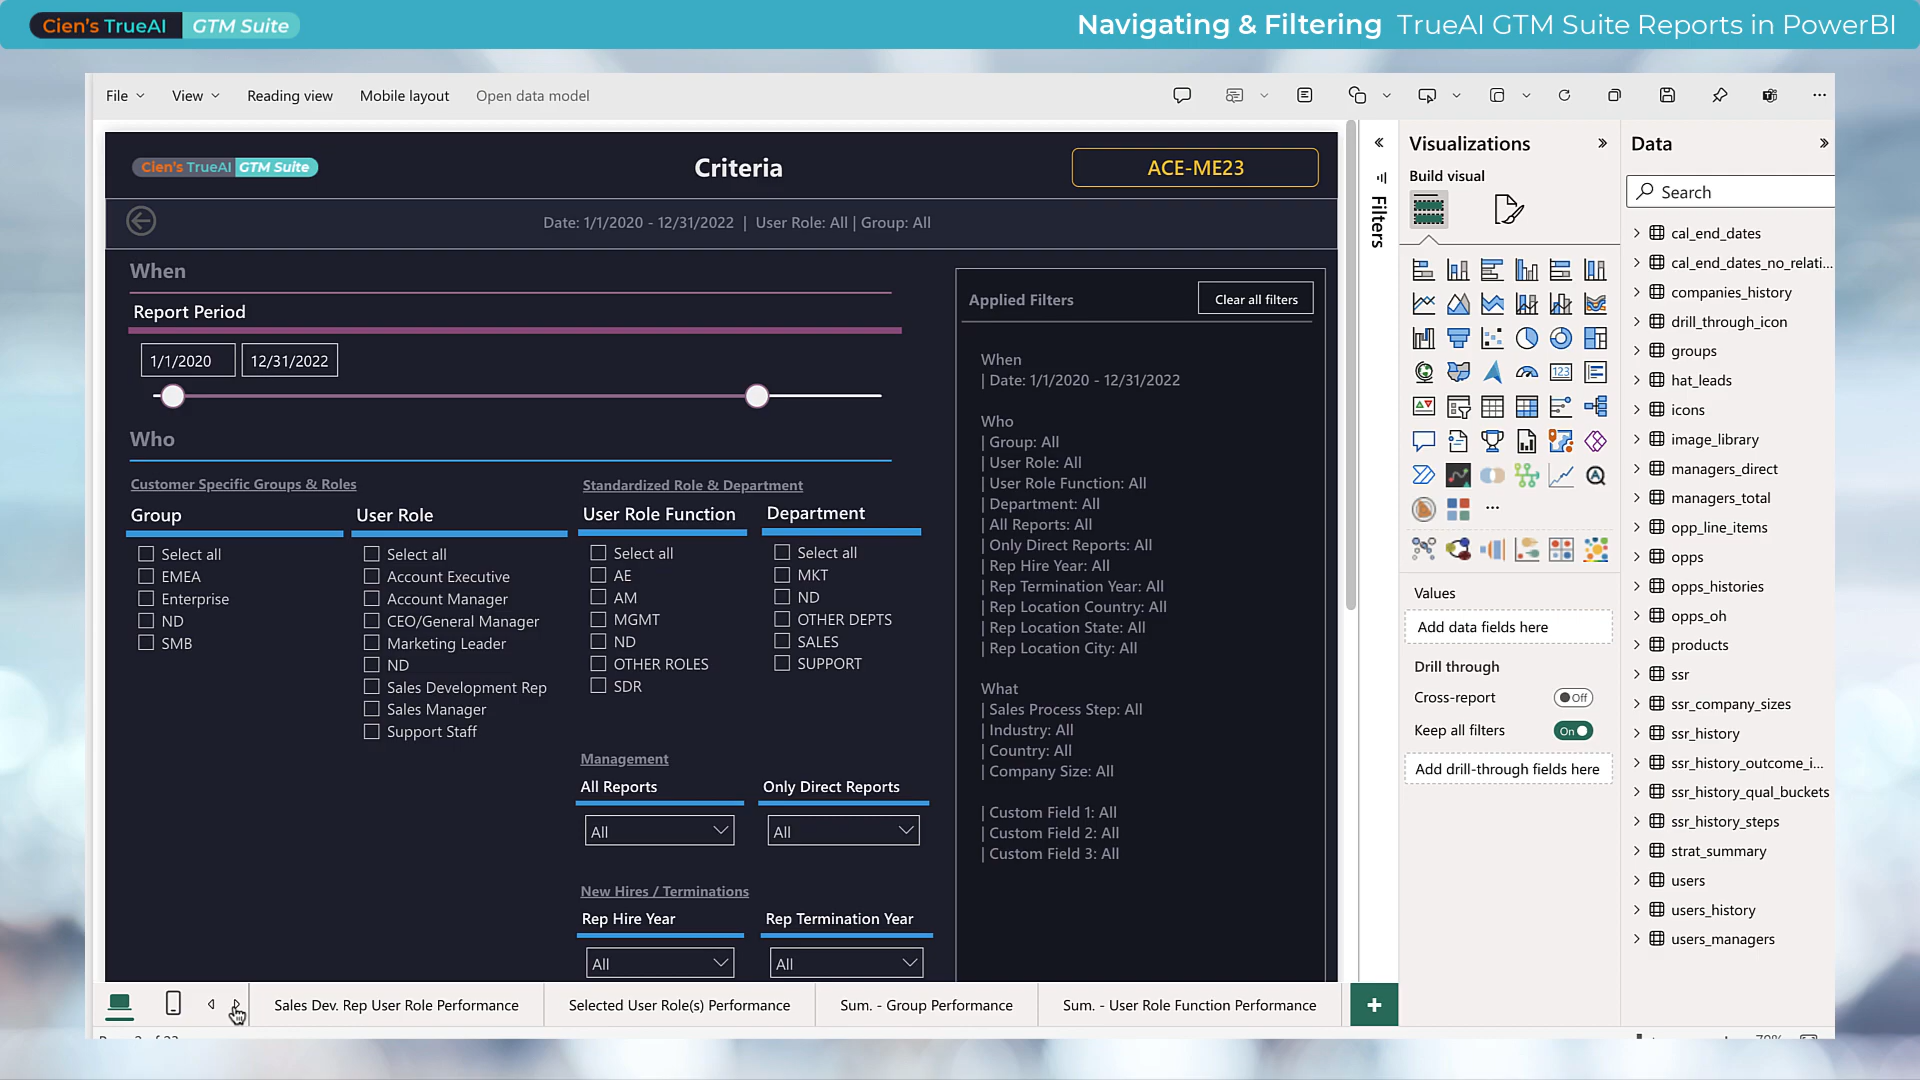 Cien's TrueAI GTM Suite
Navigating & Filtering TrueAI GTM Suite Reports in PowerBI
File View Reading view Mobile layout Open data model
Cien's TrueAI GTM Suite
Criteria
ACE-ME23
Date: 1/1/2020 - 12/31/2022 | User Role: All | Group: All
When
Report Period
1/1/2020 12/31/2022
Who
Customer Specific Groups & Roles
Group
Select all
EMEA
Enterprise
ND
SMB
User Role
Select all
Account Executive
Account Manager
CEO/General Manager
Marketing Leader
ND
Sales Development Rep
Sales Manager
Support Staff
Standardized Role & Department
User Role Function
Select all
AE
AM
MGMT
ND
OTHER ROLES
SDR
Department
Select all
MKT
ND
OTHER DEPTS
SALES
SUPPORT
Management
All Reports
All
Only Direct Reports
All
New Hires / Terminations
Rep Hire Year
All
Rep Termination Year
All
Applied Filters
Clear all filters
When
| Date: 1/1/2020 - 12/31/2022
Who
| Group: All
| User Role: All
| User Role Function: All
| Department: All
| All Reports: All
| Only Direct Reports: All
| Rep Hire Year: All
| Rep Termination Year: All
| Rep Location Country: All
| Rep Location State: All
| Rep Location City: All
What
| Sales Process Step: All
| Industry: All
| Country: All
| Company Size: All
| Custom Field 1: All
| Custom Field 2: All
| Custom Field 3: All
Filters
Visualizations
Build visual
123
Values
Add data fields here
Drill through
Cross-report
Off
Keep all filters
On
Add drill-through fields here
Data
Search
cal_end_dates
cal_end_dates_no_relati...
companies_history
drill_through_icon
groups
hat_leads
icons
image_library
managers_direct
managers_total
opp_line_items
opps
opps_histories
opps_oh
products
ssr
ssr_company_sizes
ssr_history
ssr_history_outcome_i...
ssr_history_qual_buckets
ssr_history_steps
strat_summary
users
users_history
users_managers
Sales Dev. Rep User Role Performance
Selected User Role(s) Performance
Sum. - Group Performance
Sum. - User Role Function Performance